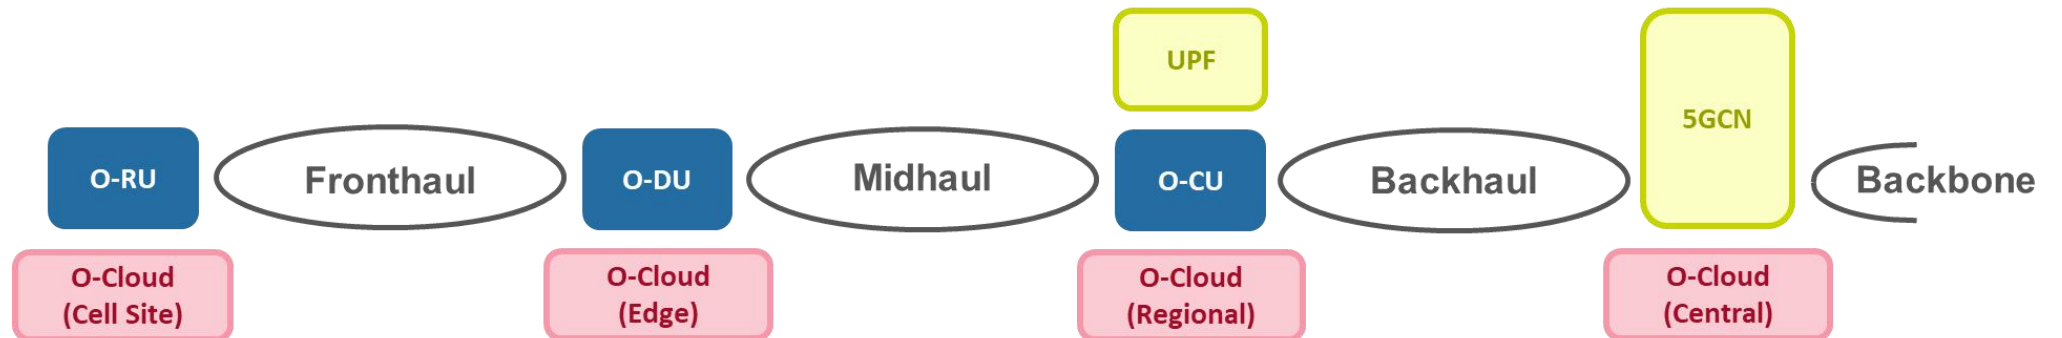 UPF
5GCN
O-RU
Fronthaul
O-DU
Midhaul
O-CU
Backhaul
Backbone
O-Cloud
(Cell Site)
O-Cloud
(Edge)
O-Cloud
(Regional)
O-Cloud
(Central)